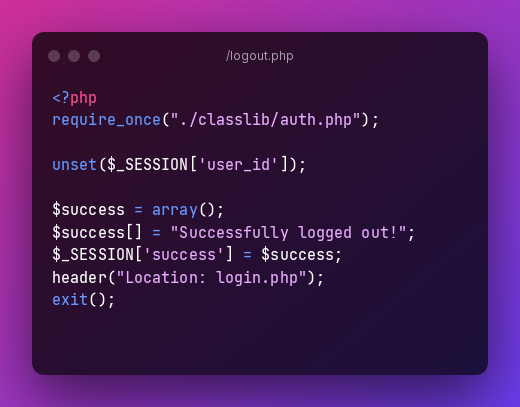 /logout.php
<?php
require_once("./classlib/auth.php");
unset($_SESSION['user_id']);
$success = array();
$success[] = "Successfully logged out!";
$_SESSION['success'] = $success;
header("Location: login.php");
exit();